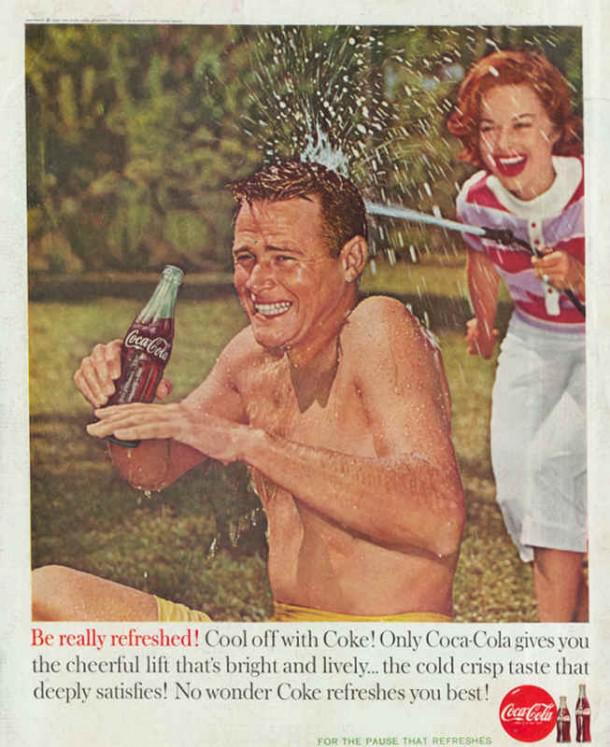 Coca-Cola
Be really refreshed! Cool off with Coke! Only Coca-Cola gives you
the cheerful lift that's bright and lively... the cold crisp taste that
deeply satisfies! No wonder Coke refreshes you best!
Coca-Cola
FOR THE PAUSE THAT REFRESHES